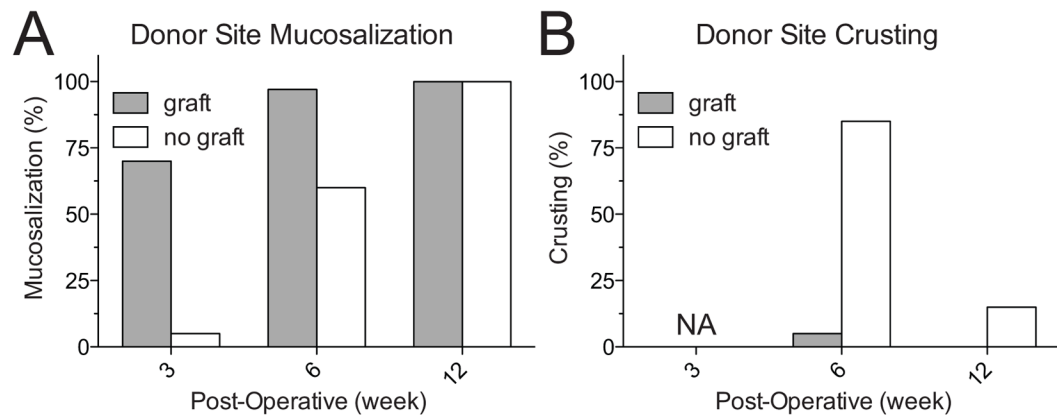 A
Donor Site Mucosalization
100
75
50
25
0
Mucosalization (%)
graft
no graft
3
6
12
Post-Operative (week)
B
Donor Site Crusting
100
75
50
25
0
Crusting (%)
graft
no graft
NA
3
6
12
Post-Operative (week)